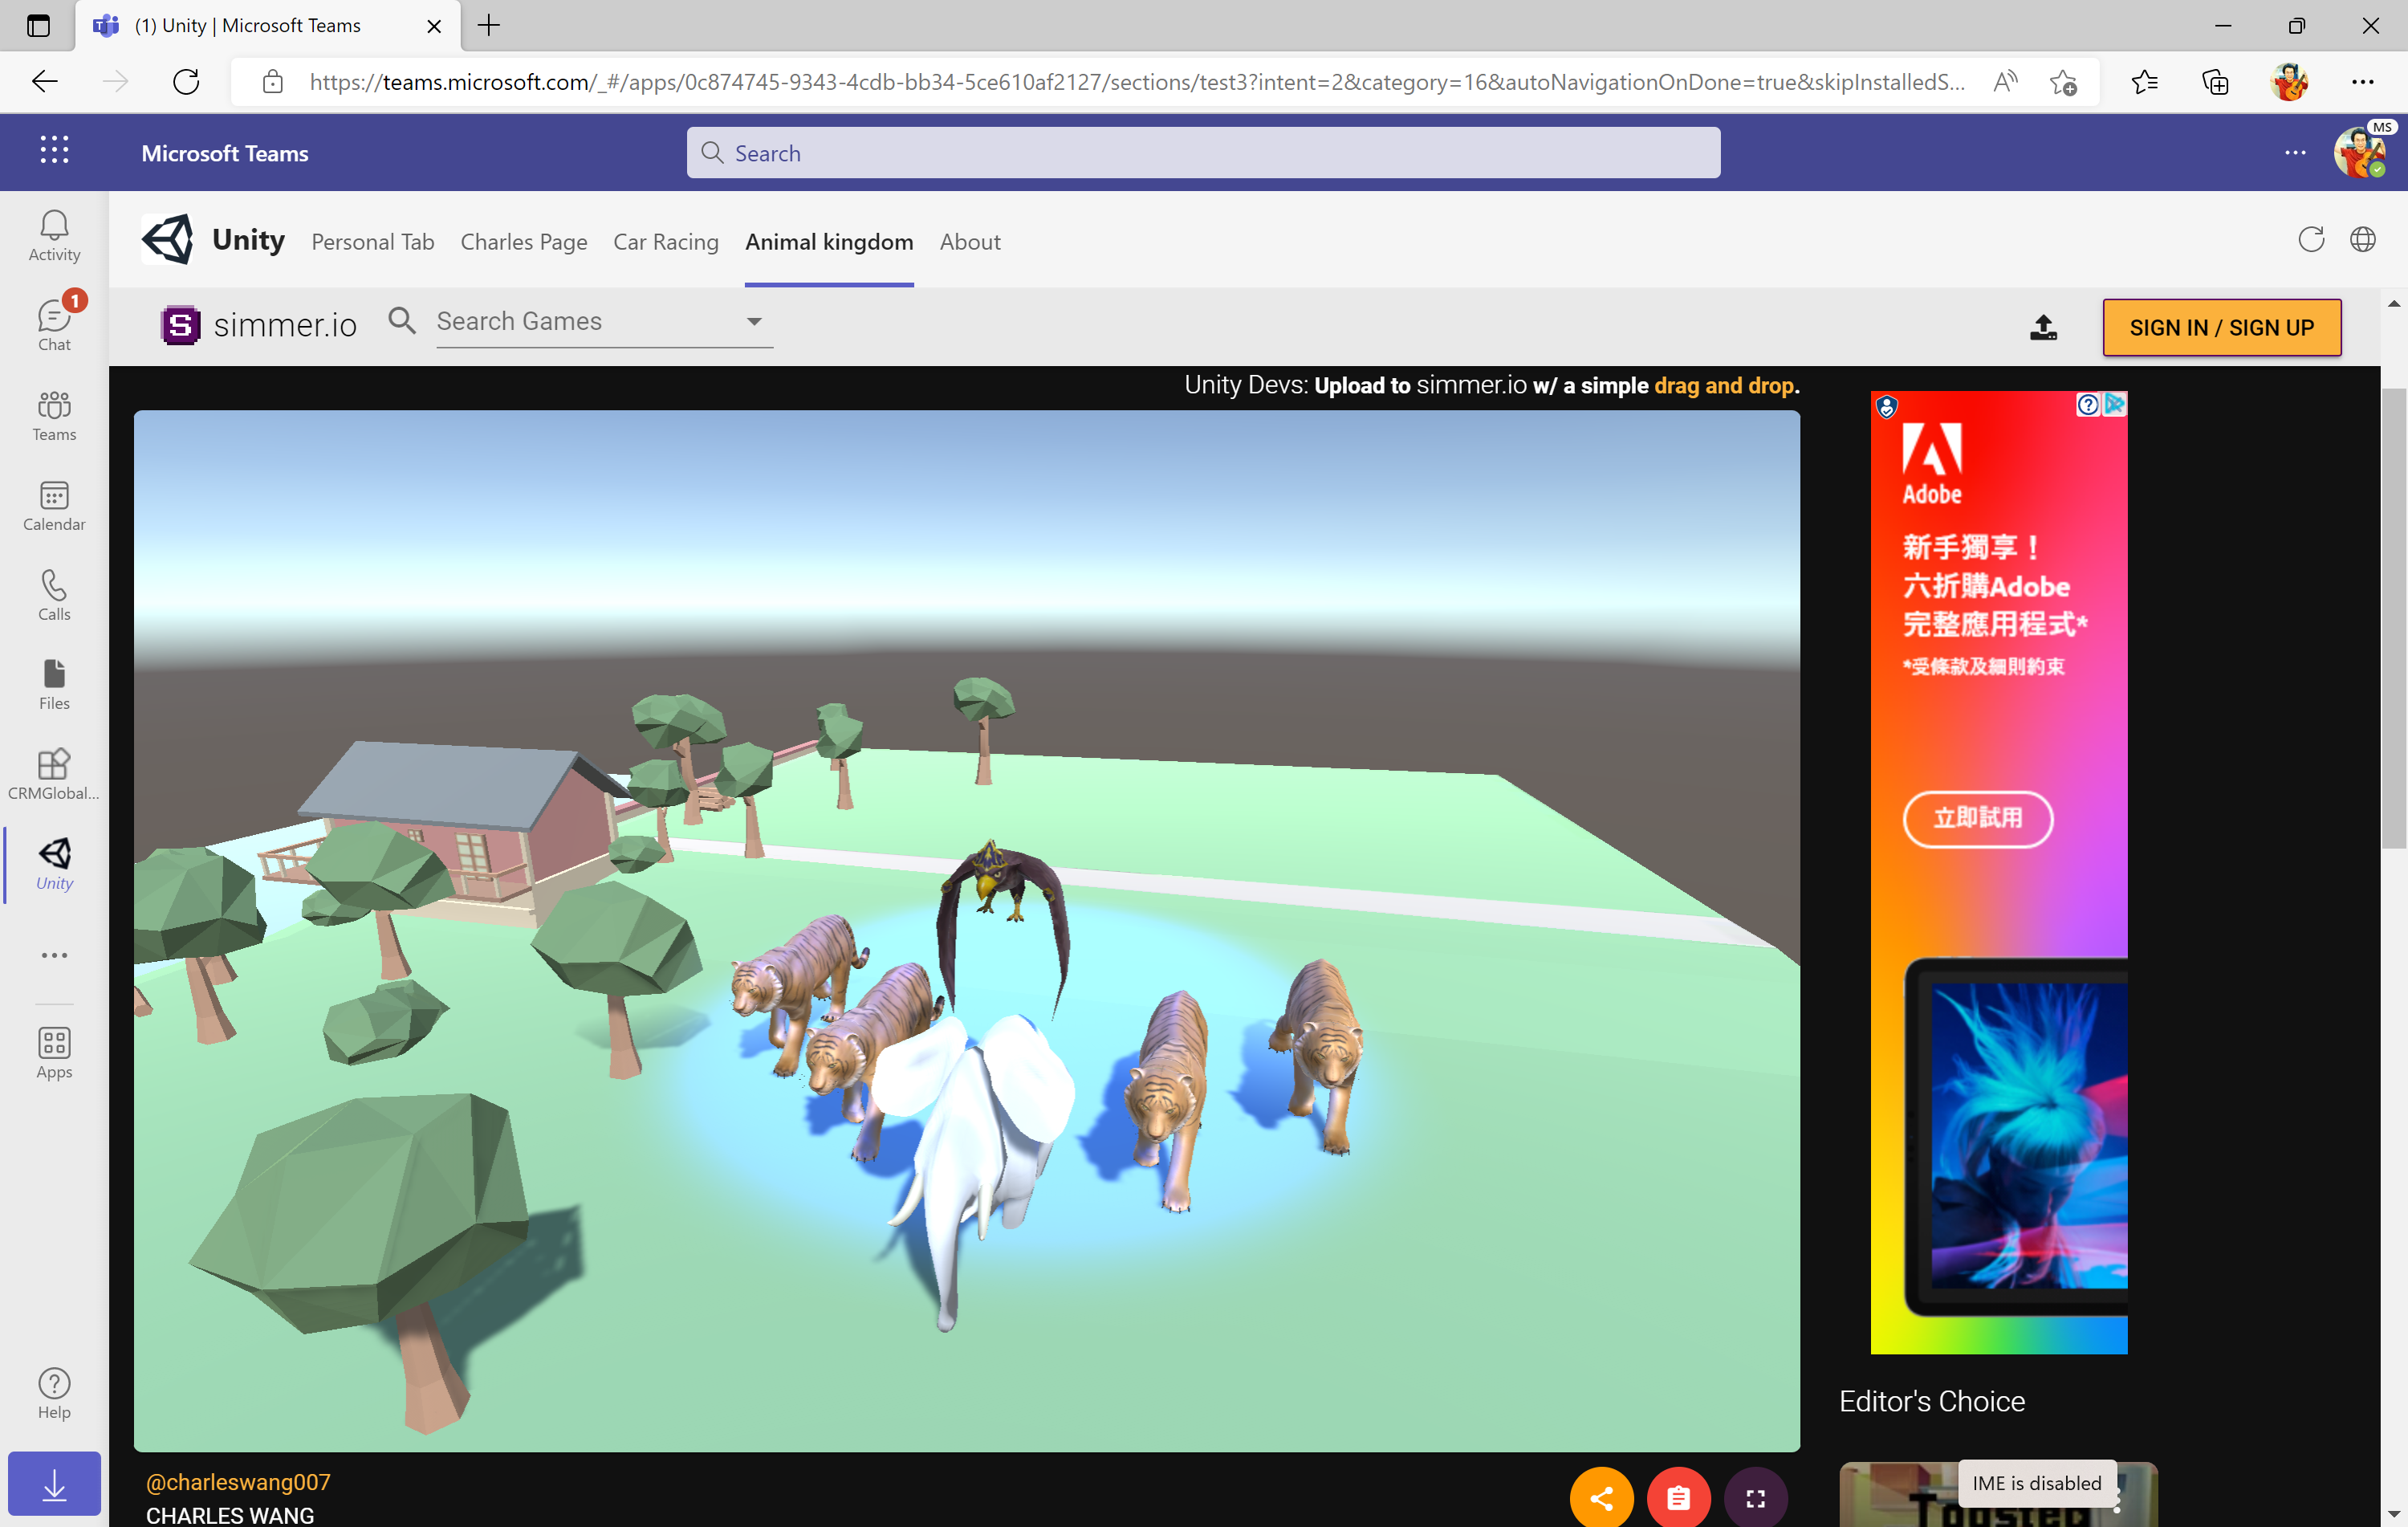 (1) Unity | Microsoft Teams
https://teams.microsoft.com/_#/apps/0c874745-9343-4cdb-bb34-5ce610af2127/sections/test3?intent=2&category=16&autoNavigationOnDone=true&skipInstalledS...
Microsoft Teams
Search
MS
Activity
1
Chat
Teams
Calendar
Calls
Files
CRMGlobal...
Unity
Apps
Help
Unity Personal Tab Charles Page Car Racing Animal kingdom About
S simmer.io Search Games
SIGN IN / SIGN UP
Unity Devs: Upload to simmer.io w/ a simple drag and drop.
Adobe
新手獨享！
六折購Adobe
完整應用程式*
*受條款及細則約束
立即試用
Editor's Choice
IME is disabled
@charleswang007
CHARLES WANG